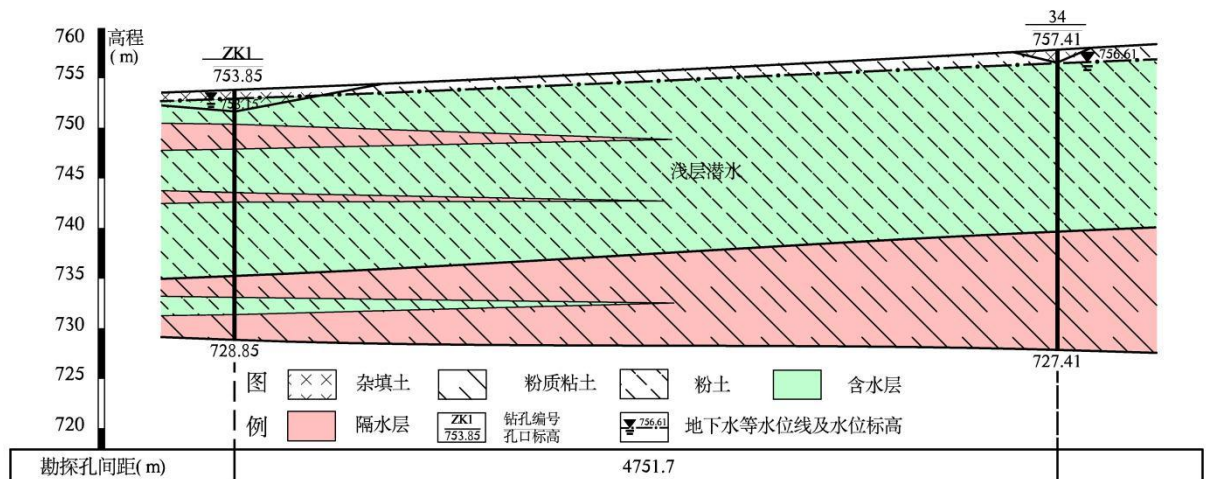 760
高程
(m)
755
750
745
740
735
730
725
720
ZK1
753.85
34
757.41
756.61
浅层潜水
728.85
727.41
图例
杂填土
粉质粘土
粉土
含水层
隔水层
ZK1
753.85
钻孔编号
孔口标高
756.61
地下水等水位线及水位标高
勘探孔间距(m)
4751.7